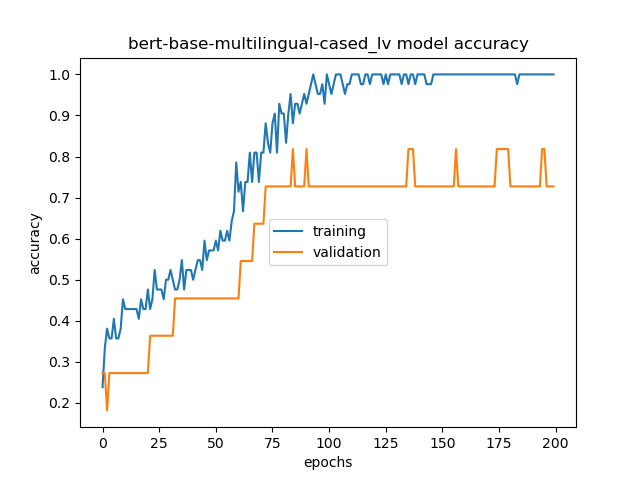 bert-base-multilingual-cased_lv model accuracy
1.0
0.9
0.8
0.7
0.6
0.5
0.4
0.3
0.2
accuracy
training
validation
0 25 50 75 100 125 150 175 200
epochs